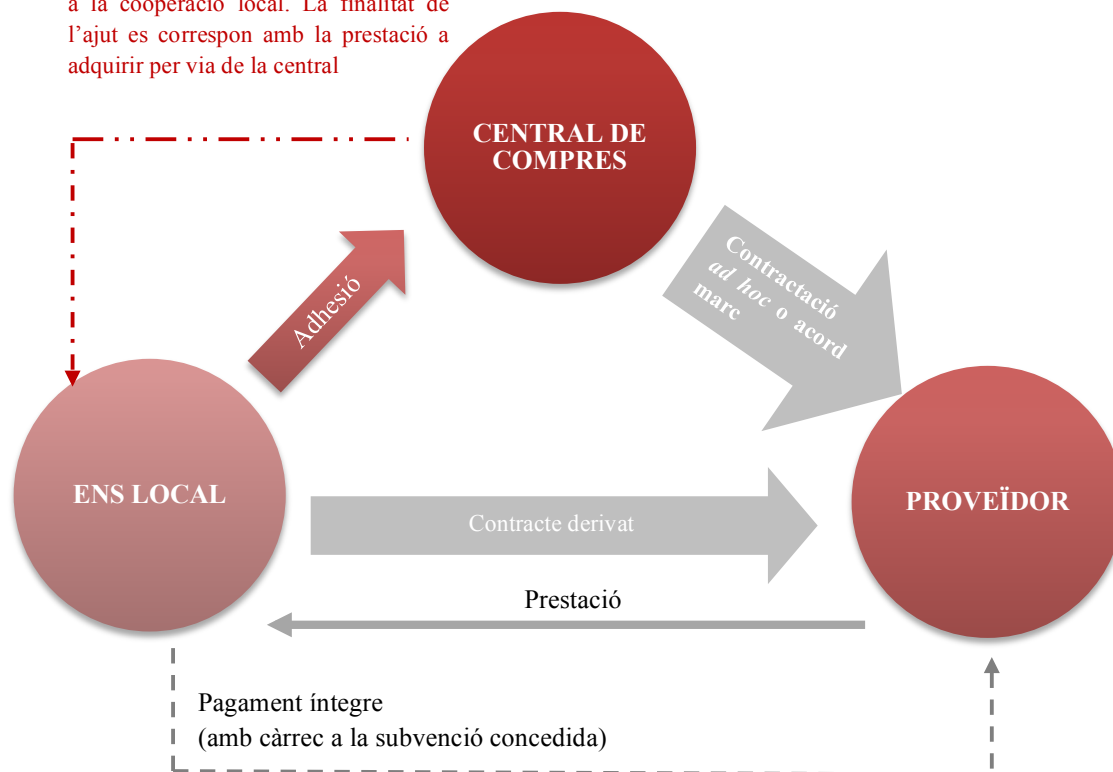 a la cooperació local. La finalitat de
l’ajut es correspon amb la prestació a
adquirir per via de la central
CENTRAL DE
COMPRES
Adhesió
Contractació
ad hoc o acord
marc
ENS LOCAL
Contracte derivat
PROVEÏDOR
Prestació
Pagament íntegre
(amb càrrec a la subvenció concedida)